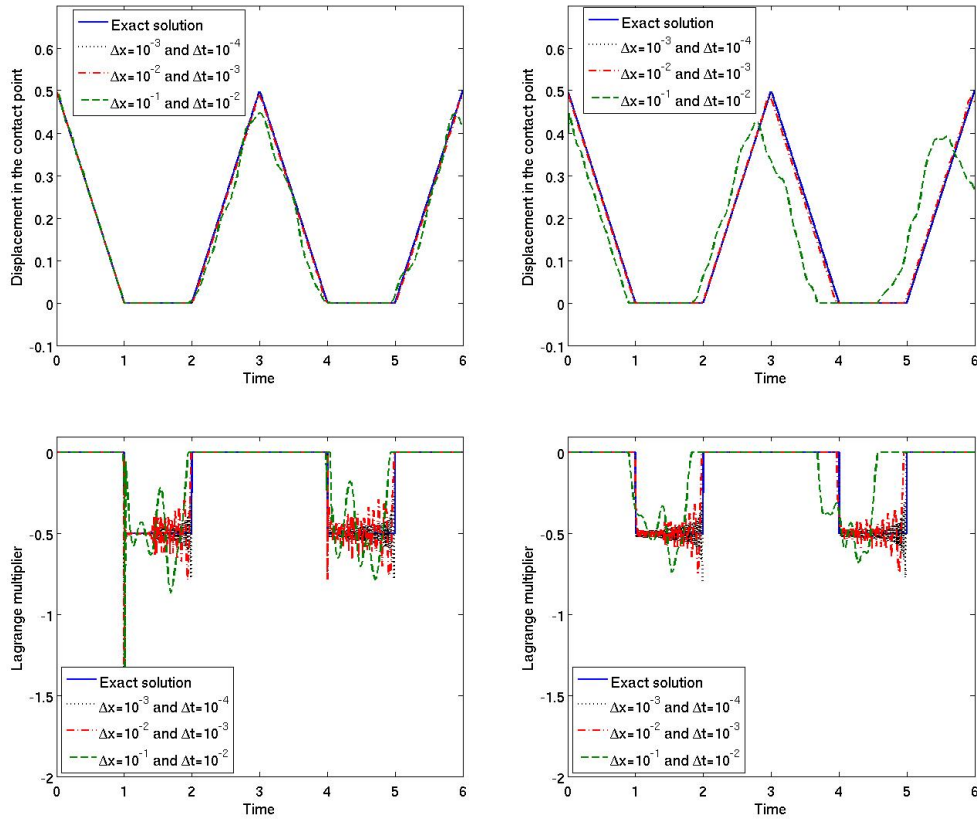 Exact solution
Δx=10⁻³ and Δt=10⁻⁴
Δx=10⁻² and Δt=10⁻³
Δx=10⁻¹ and Δt=10⁻²
0.6
0.5
0.4
0.3
0.2
0.1
0
-0.1
0 1 2 3 4 5 6
Time
Displacement in the contact point
Exact solution
Δx=10⁻³ and Δt=10⁻⁴
Δx=10⁻² and Δt=10⁻³
Δx=10⁻¹ and Δt=10⁻²
0.6
0.5
0.4
0.3
0.2
0.1
0
-0.1
0 1 2 3 4 5 6
Time
Displacement in the contact point
0
-0.5
-1
-1.5
-2
Lagrange multiplier
Exact solution
Δx=10⁻³ and Δt=10⁻⁴
Δx=10⁻² and Δt=10⁻³
Δx=10⁻¹ and Δt=10⁻²
0 1 2 3 4 5 6
Time
0
-0.5
-1
-1.5
-2
Lagrange multiplier
Exact solution
Δx=10⁻³ and Δt=10⁻⁴
Δx=10⁻² and Δt=10⁻³
Δx=10⁻¹ and Δt=10⁻²
0 1 2 3 4 5 6
Time